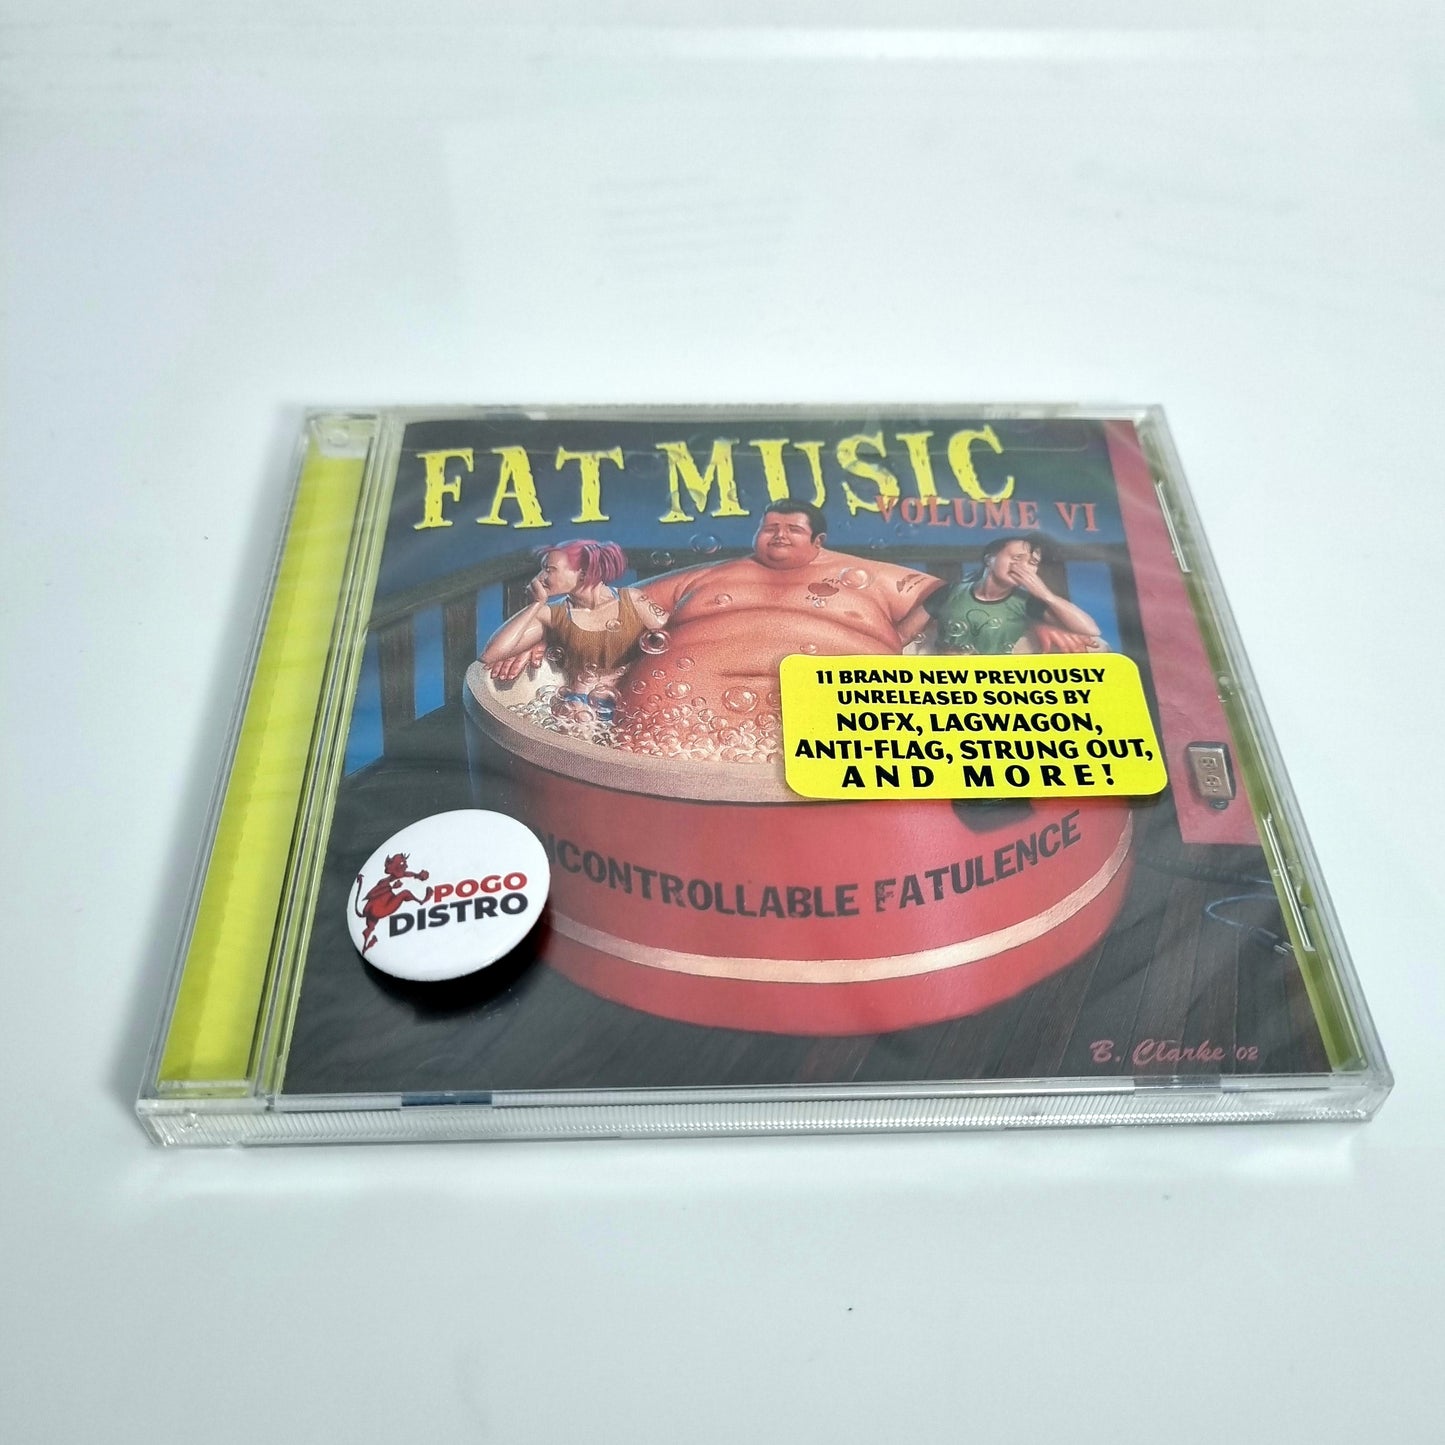 FAT MUSIC
VOLUME VI
11 BRAND NEW PREVIOUSLY
UNRELEASED SONGS BY
NOFX, LAGWAGON,
ANTI-FLAG, STRUNG OUT,
AND MORE!
FATULENCE
POGO
DISTRO
B. Clarke '02